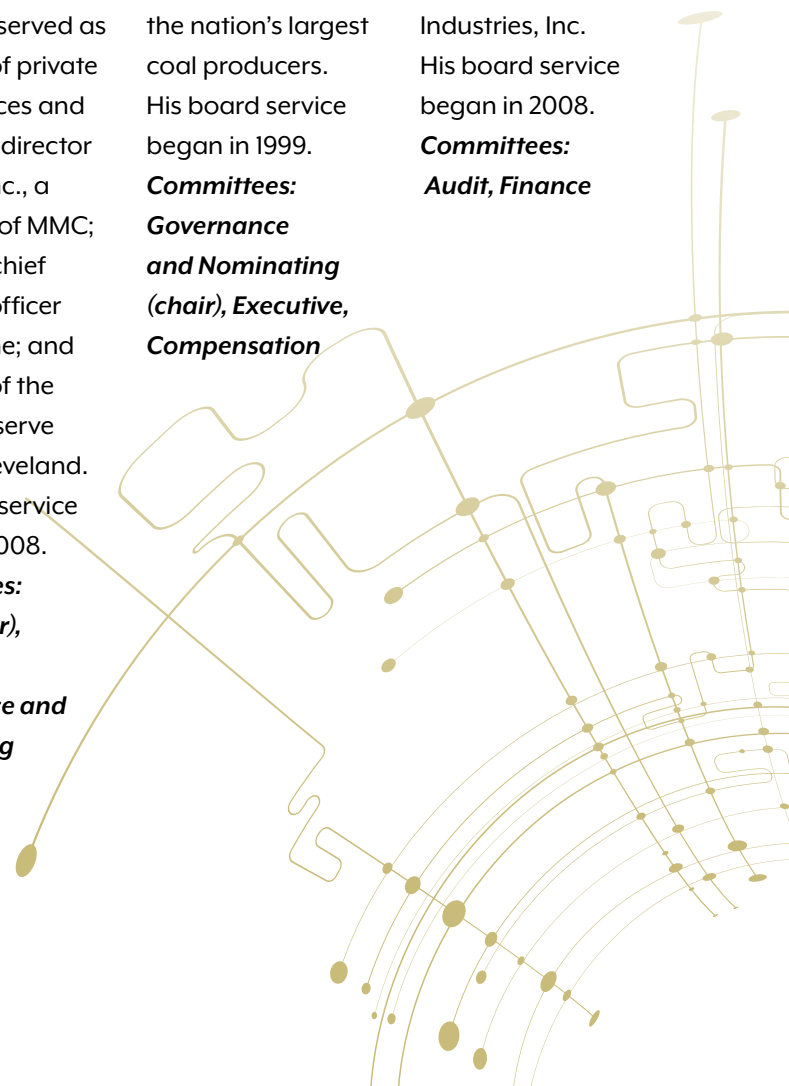 served as
of private
ces and
director
nc., a
of MMC;
chief
officer
ne; and
of the
serve
eveland.
service
008.
es:
r),
ce and
g
the nation’s largest
coal producers.
His board service
began in 1999.
Committees:
Governance
and Nominating
(chair), Executive,
Compensation
Industries, Inc.
His board service
began in 2008.
Committees:
Audit, Finance